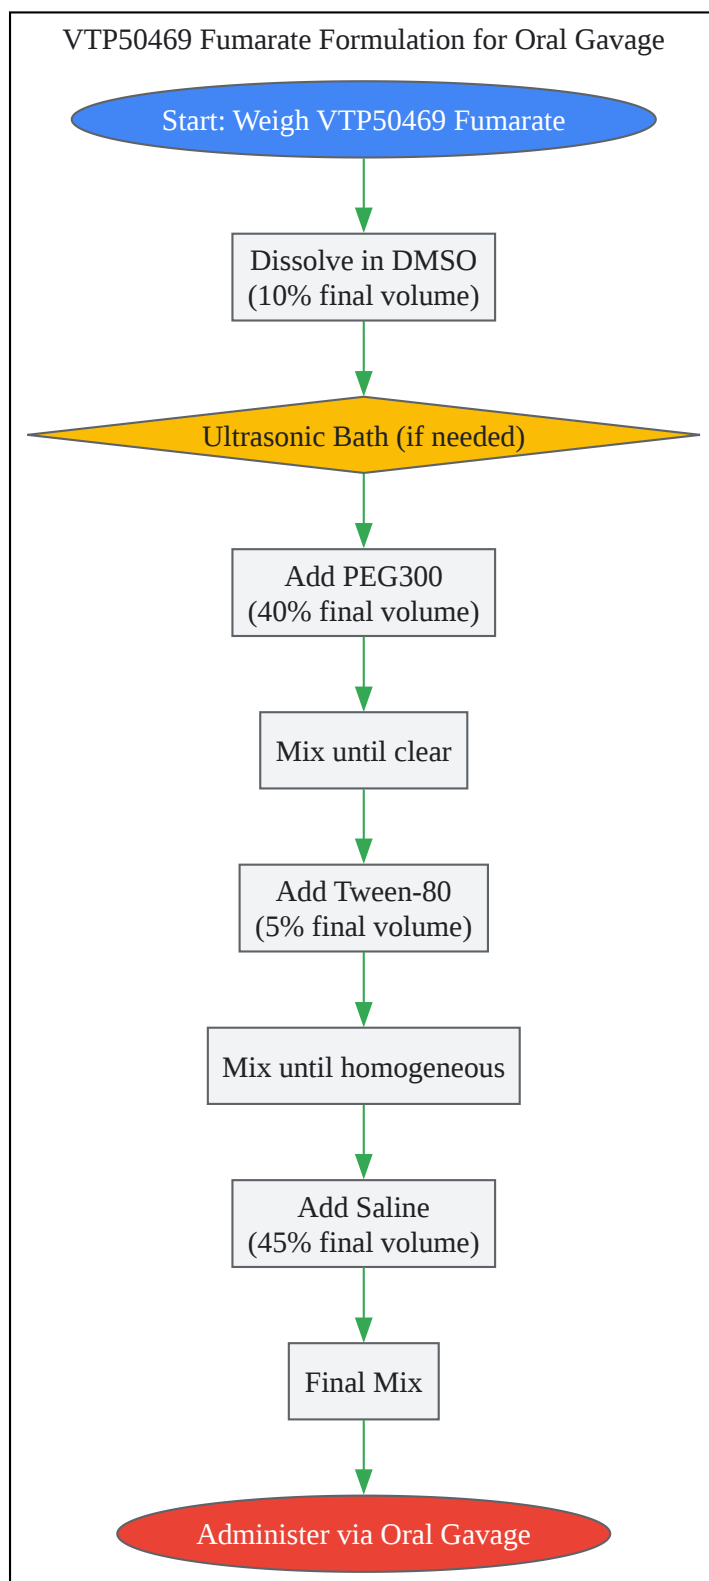 VTP50469 Fumarate Formulation for Oral Gavage
Start: Weigh VTP50469 Fumarate
Dissolve in DMSO
(10% final volume)
Ultrasonic Bath (if needed)
Add PEG300
(40% final volume)
Mix until clear
Add Tween-80
(5% final volume)
Mix until homogeneous
Add Saline
(45% final volume)
Final Mix
Administer via Oral Gavage